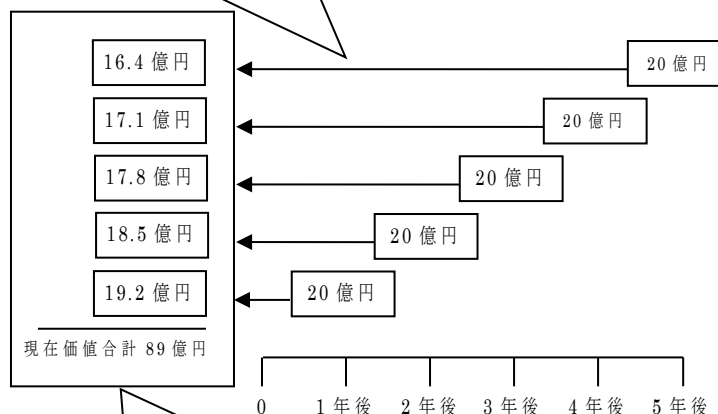 16.4 億円 20 億円
17.1 億円 20 億円
17.8 億円 20 億円
18.5 億円 20 億円
19.2 億円 20 億円
現在価値合計 89 億円
0 1 年後 2 年後 3 年後 4 年後 5 年後